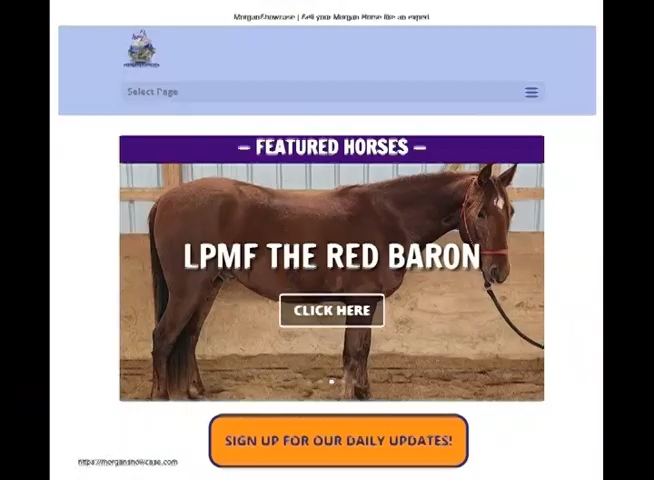 MorganShowcase | Sell your Morgan Horse like an expert
Select Page
– FEATURED HORSES –
LPMF THE RED BARON
CLICK HERE
SIGN UP FOR OUR DAILY UPDATES!
https://morganshowcase.com